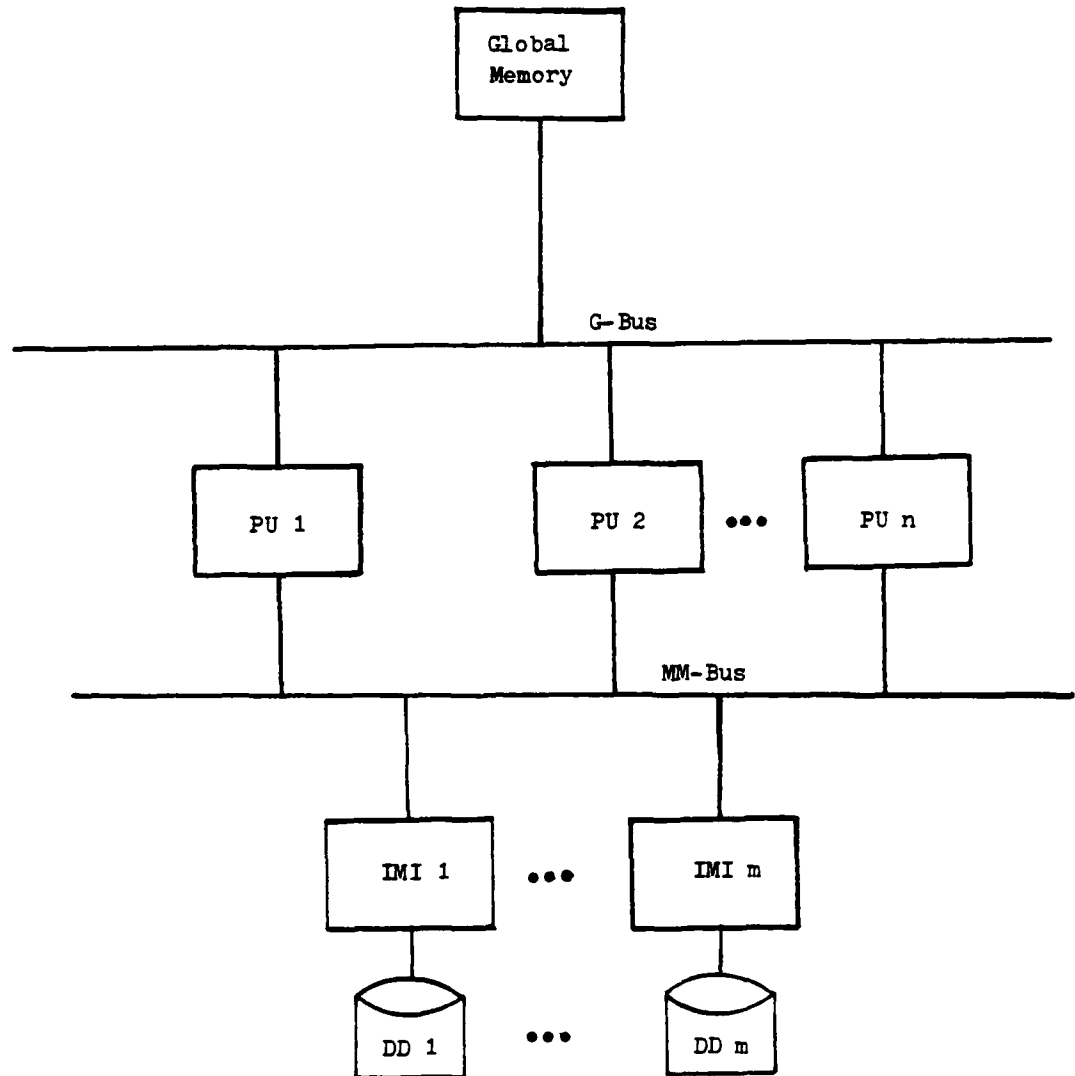 Global
Memory
G-Bus
PU 1
PU 2
PU n
MM-Bus
IMI 1
IMI m
DD 1
DD m